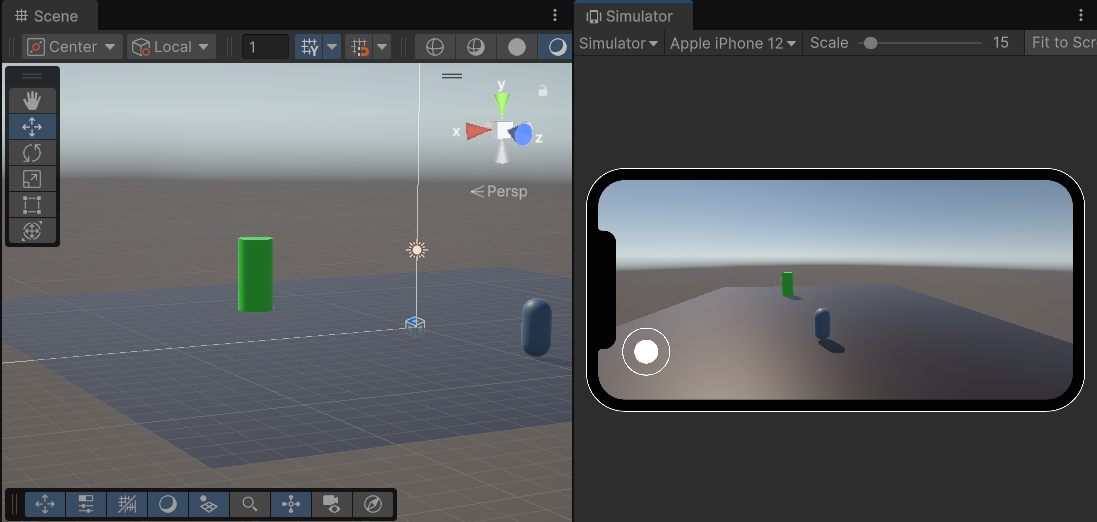 Scene
Simulator
Center
Local
1
Simulator
Apple iPhone 12
Scale
15
Fit to Scr
y
x
z
Persp